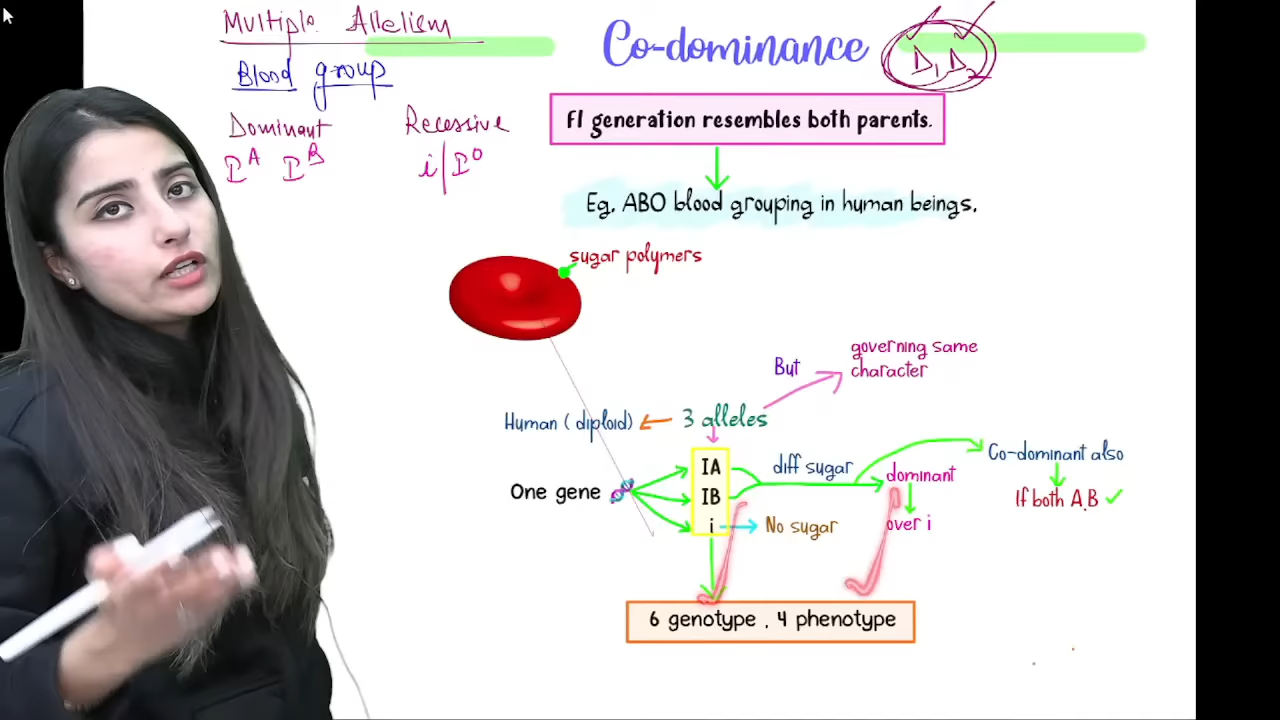 Multiple Allelism
Blood group
Dominant
Recessive
I^A I^B
i/I^O
Co-dominance
D1 D2
F1 generation resembles both parents.
Eg. ABO blood grouping in human beings.
sugar polymers
But
governing same
character
Human ( diploid)
3 alleles
One gene
IA
IB
i
diff sugar
No sugar
dominant
over i
Co-dominant also
If both A,B
6 genotype , 4 phenotype